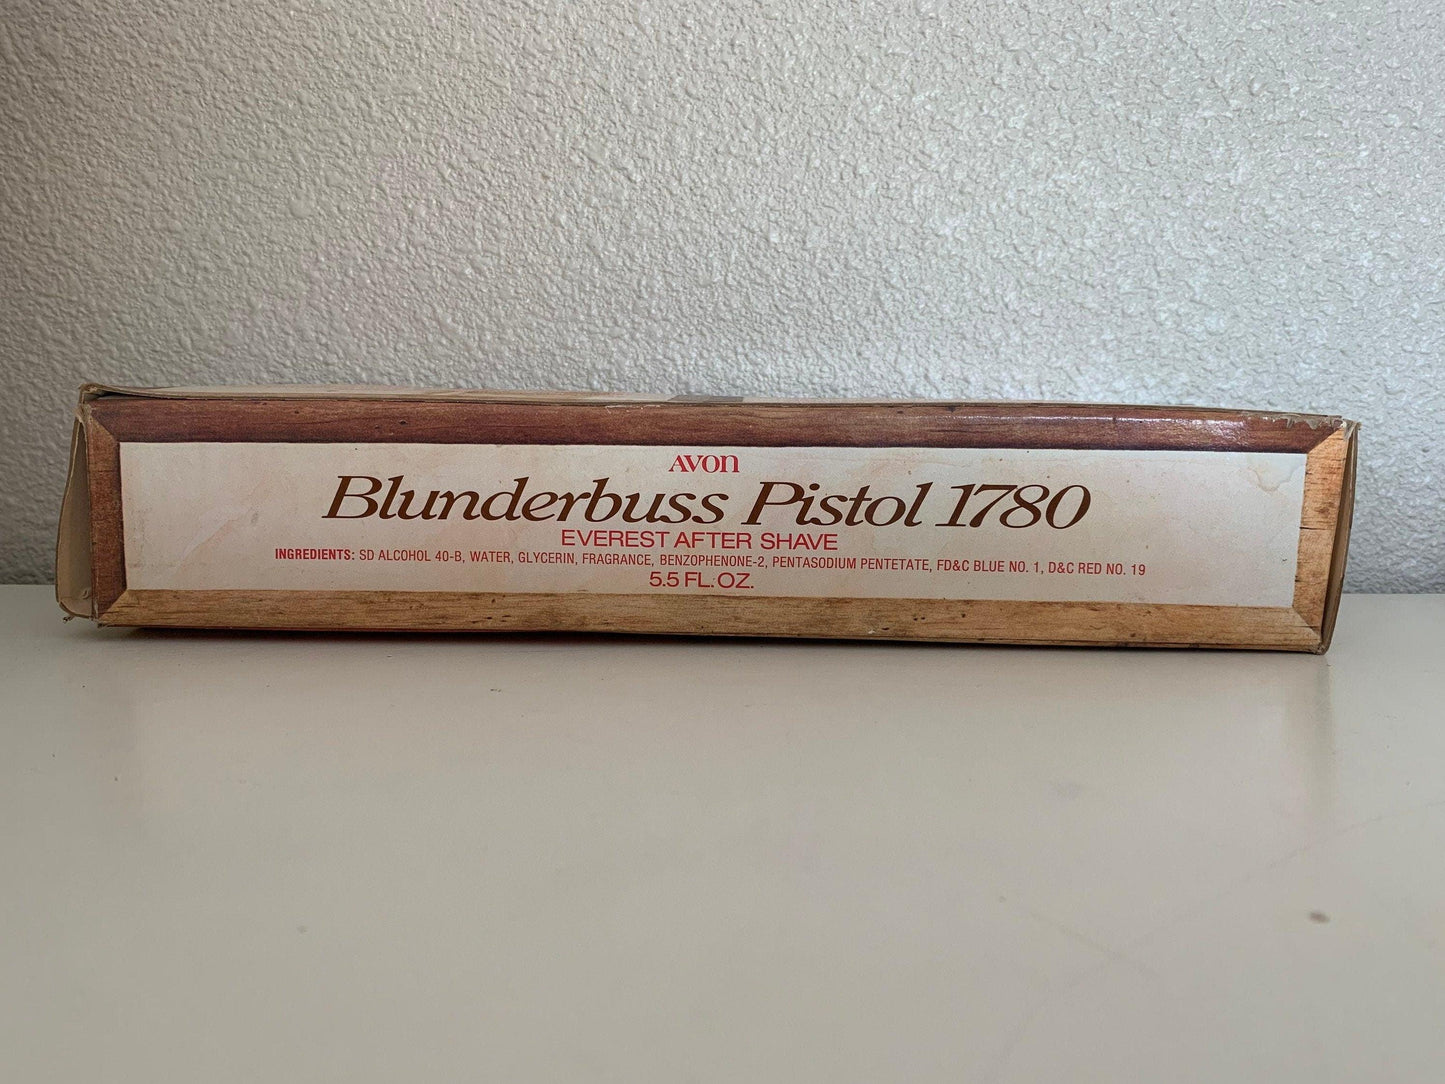 AVON
Blunderbuss Pistol 1780
EVEREST AFTER SHAVE
INGREDIENTS: SD ALCOHOL 40-B, WATER, GLYCERIN, FRAGRANCE, BENZOPHENONE-2, PENTASODIUM PENTETATE, FD&C BLUE NO. 1, D&C RED NO. 19
5.5 FL. OZ.